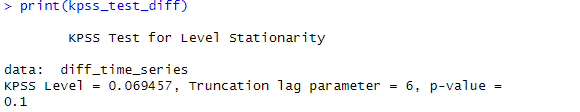 > print(kpss_test_diff)
KPSS Test for Level Stationarity
data:  diff_time_series
KPSS Level = 0.069457, Truncation lag parameter = 6, p-value =
0.1